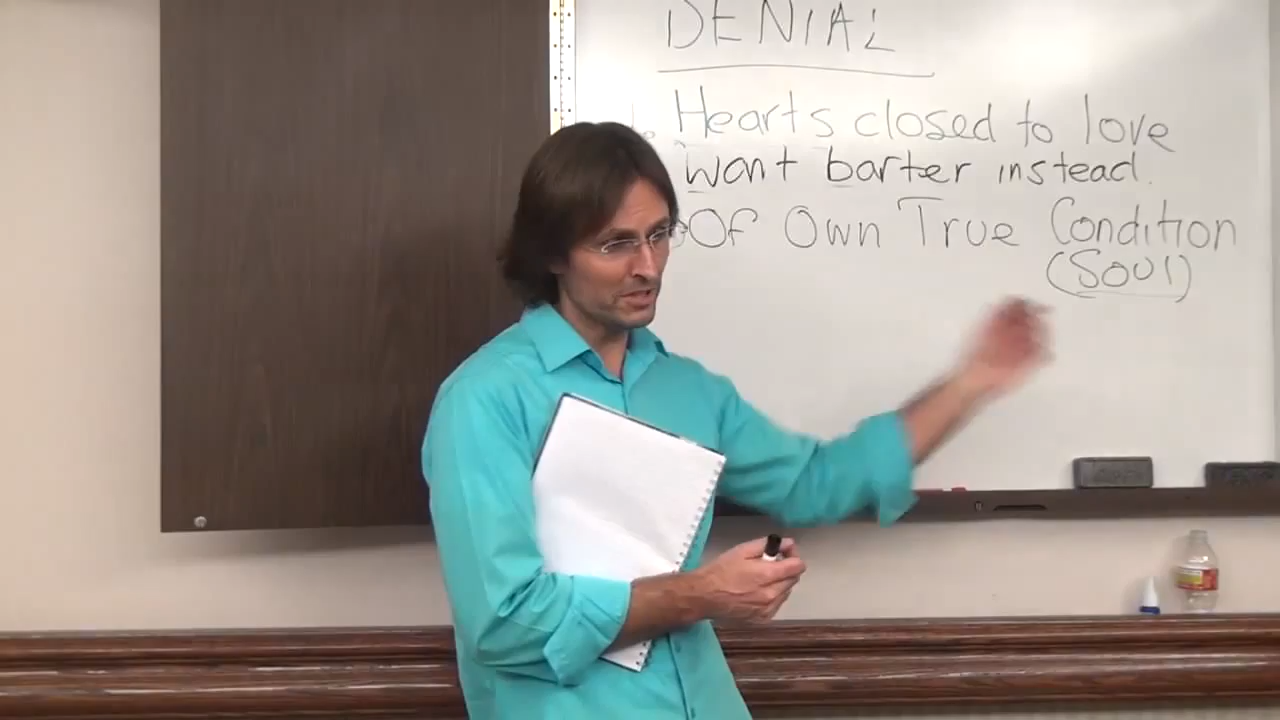 DENIAL
Hearts closed to love
want barter instead.
Of Own True Condition
(Soul)